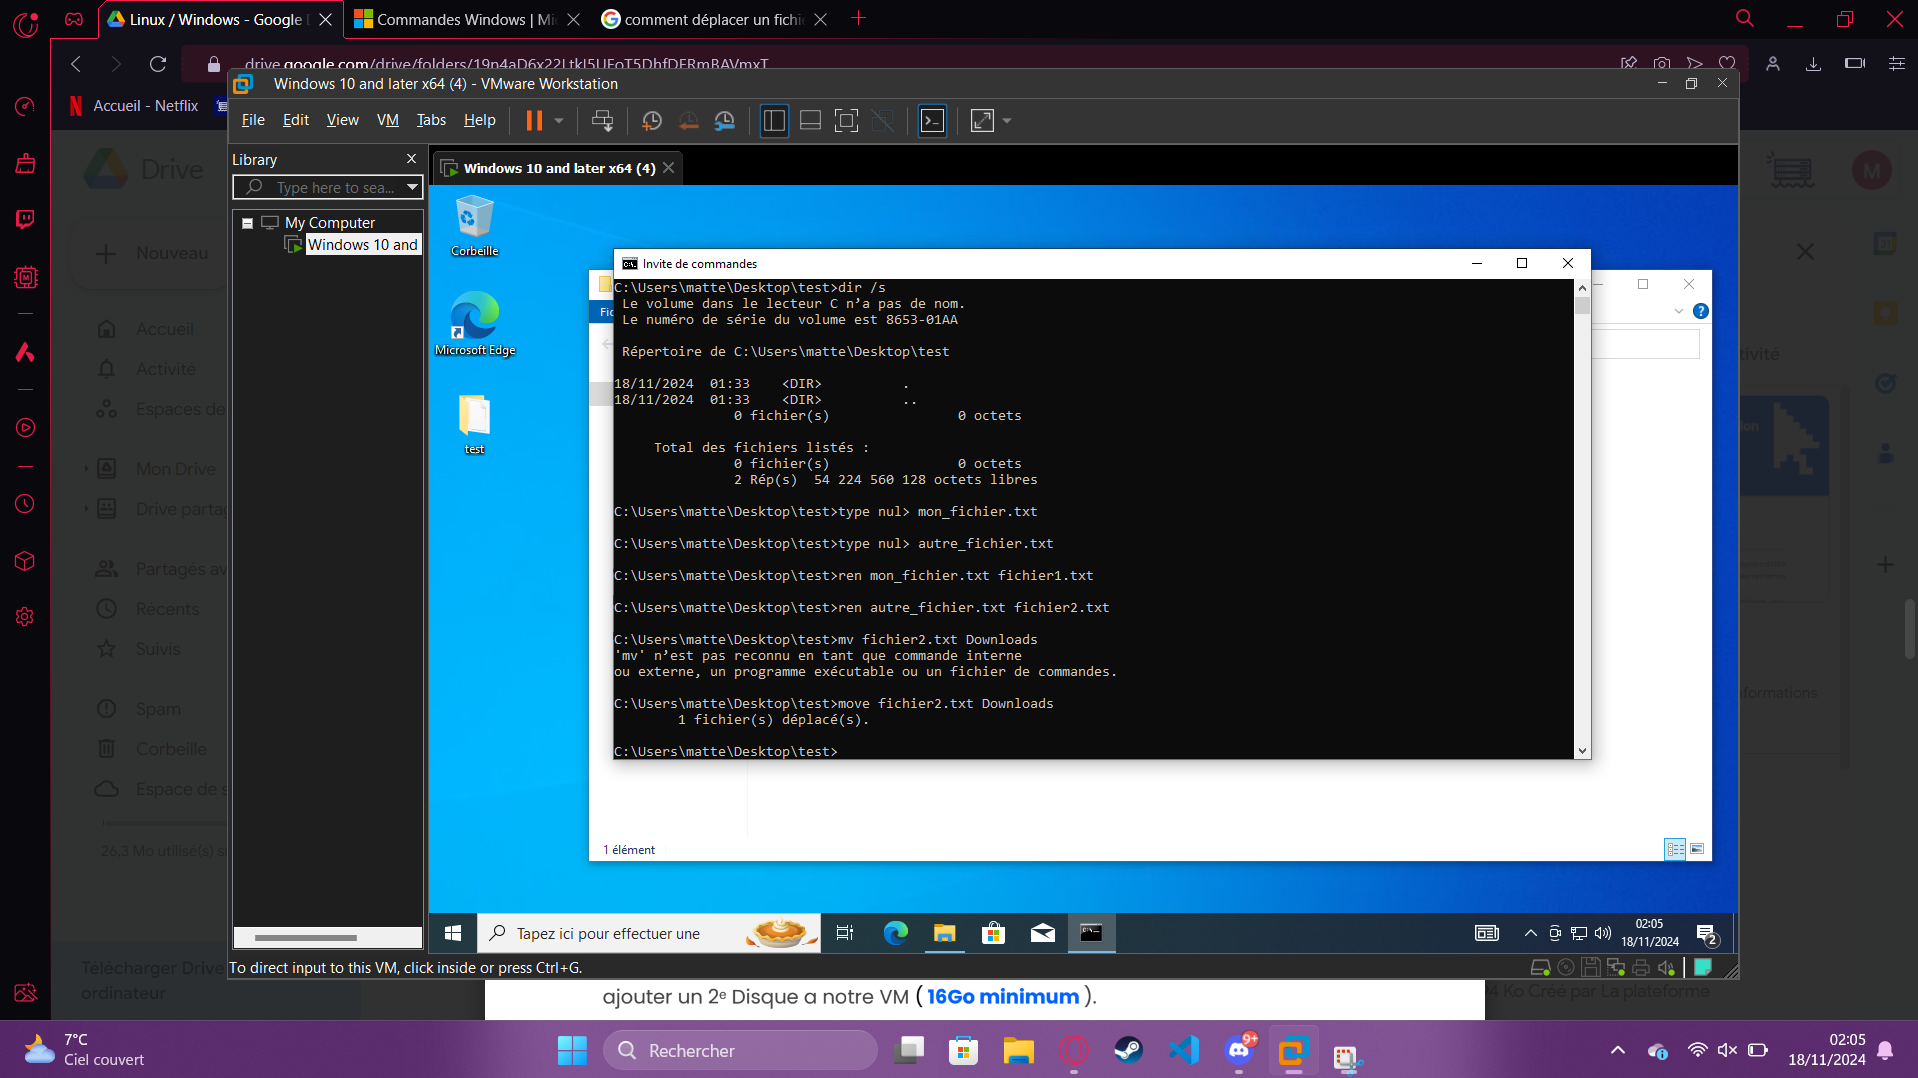 Linux / Windows - Google
Commandes Windows | Mi
comment déplacer un fichi
Windows 10 and later x64 (4) - VMware Workstation
Accueil - Netflix
File Edit View VM Tabs Help
Library
Type here to sea...
My Computer
Windows 10 and
Windows 10 and later x64 (4)
Drive
Nouveau
Accueil
Activité
Espaces de
Mon Drive
Drive partag
Partagés av
Récents
Suivis
Spam
Corbeille
Espace de s
26.3 Mo utilisé(s) s
Télécharger Drive
ordinateur
M
Corbeille
Microsoft Edge
test
Invite de commandes
C:\Users\matte\Desktop\test>dir /s
Le volume dans le lecteur C n’a pas de nom.
Le numéro de série du volume est 8653-01AA
Répertoire de C:\Users\matte\Desktop\test
18/11/2024 01:33 <DIR> .
18/11/2024 01:33 <DIR> ..
0 fichier(s) 0 octets
Total des fichiers listés :
0 fichier(s) 0 octets
2 Rép(s) 54 224 560 128 octets libres
C:\Users\matte\Desktop\test>type nul> mon_fichier.txt
C:\Users\matte\Desktop\test>type nul> autre_fichier.txt
C:\Users\matte\Desktop\test>ren mon_fichier.txt fichier1.txt
C:\Users\matte\Desktop\test>ren autre_fichier.txt fichier2.txt
C:\Users\matte\Desktop\test>mv fichier2.txt Downloads
'mv' n’est pas reconnu en tant que commande interne
ou externe, un programme exécutable ou un fichier de commandes.
C:\Users\matte\Desktop\test>move fichier2.txt Downloads
1 fichier(s) déplacé(s).
C:\Users\matte\Desktop\test>
Fic
1 élément
Tapez ici pour effectuer une
02:05
18/11/2024
2
To direct input to this VM, click inside or press Ctrl+G.
ajouter un 2e Disque a notre VM ( 16Go minimum ).
Ko Créé par La plateforme
7°C
Ciel couvert
Rechercher
9+
02:05
18/11/2024